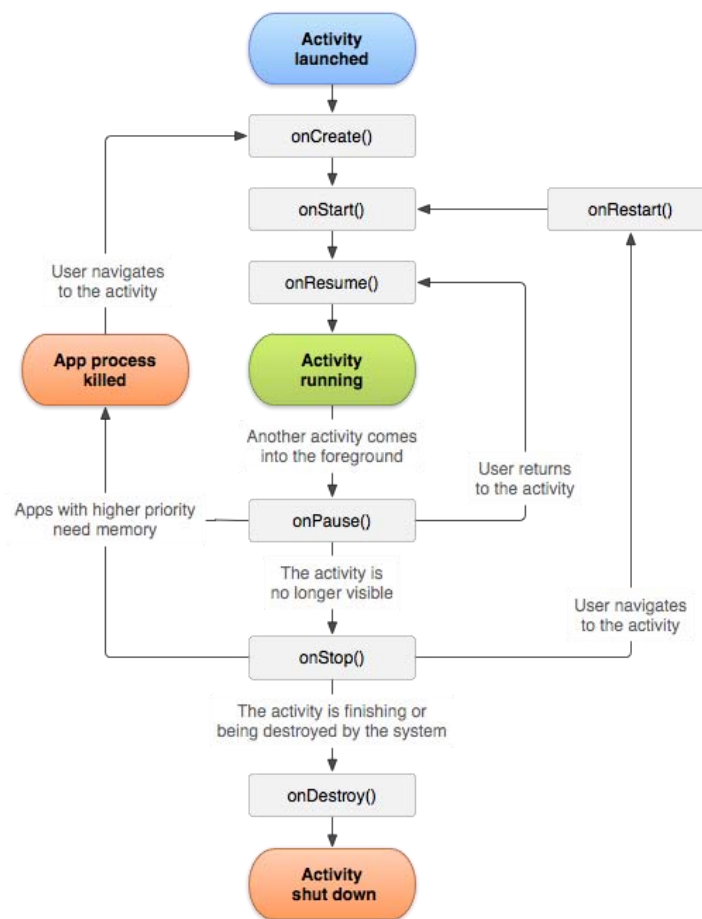 Activity
launched
onCreate()
onStart()
onRestart()
User navigates
to the activity
onResume()
App process
killed
Activity
running
Another activity comes
into the foreground
User returns
to the activity
Apps with higher priority
need memory
onPause()
The activity is
no longer visible
User navigates
to the activity
onStop()
The activity is finishing or
being destroyed by the system
onDestroy()
Activity
shut down